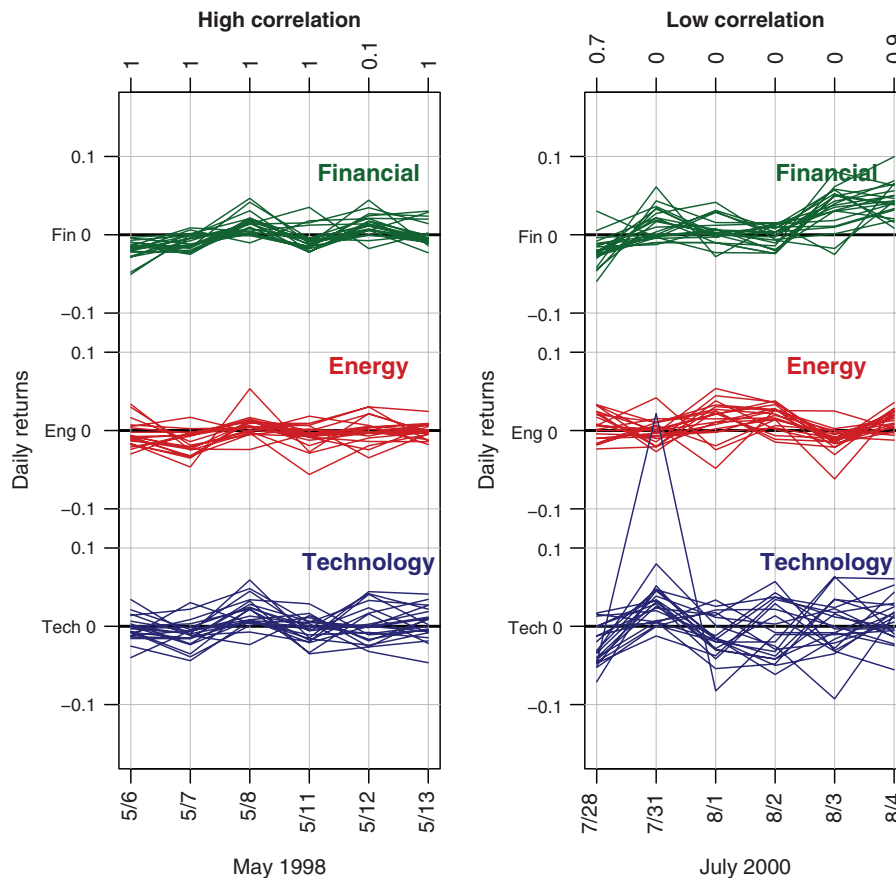 High correlation
1 1 1 1 0.1 1
Financial
Energy
Technology
0.1
Fin 0
−0.1
0.1
Eng 0
−0.1
0.1
Tech 0
−0.1
Daily returns
5/6 5/7 5/8 5/11 5/12 5/13
May 1998
Low correlation
0.7 0 0 0 0 0.9
Financial
Energy
Technology
0.1
Fin 0
−0.1
0.1
Eng 0
−0.1
0.1
Tech 0
−0.1
Daily returns
7/28 7/31 8/1 8/2 8/3 8/4
July 2000